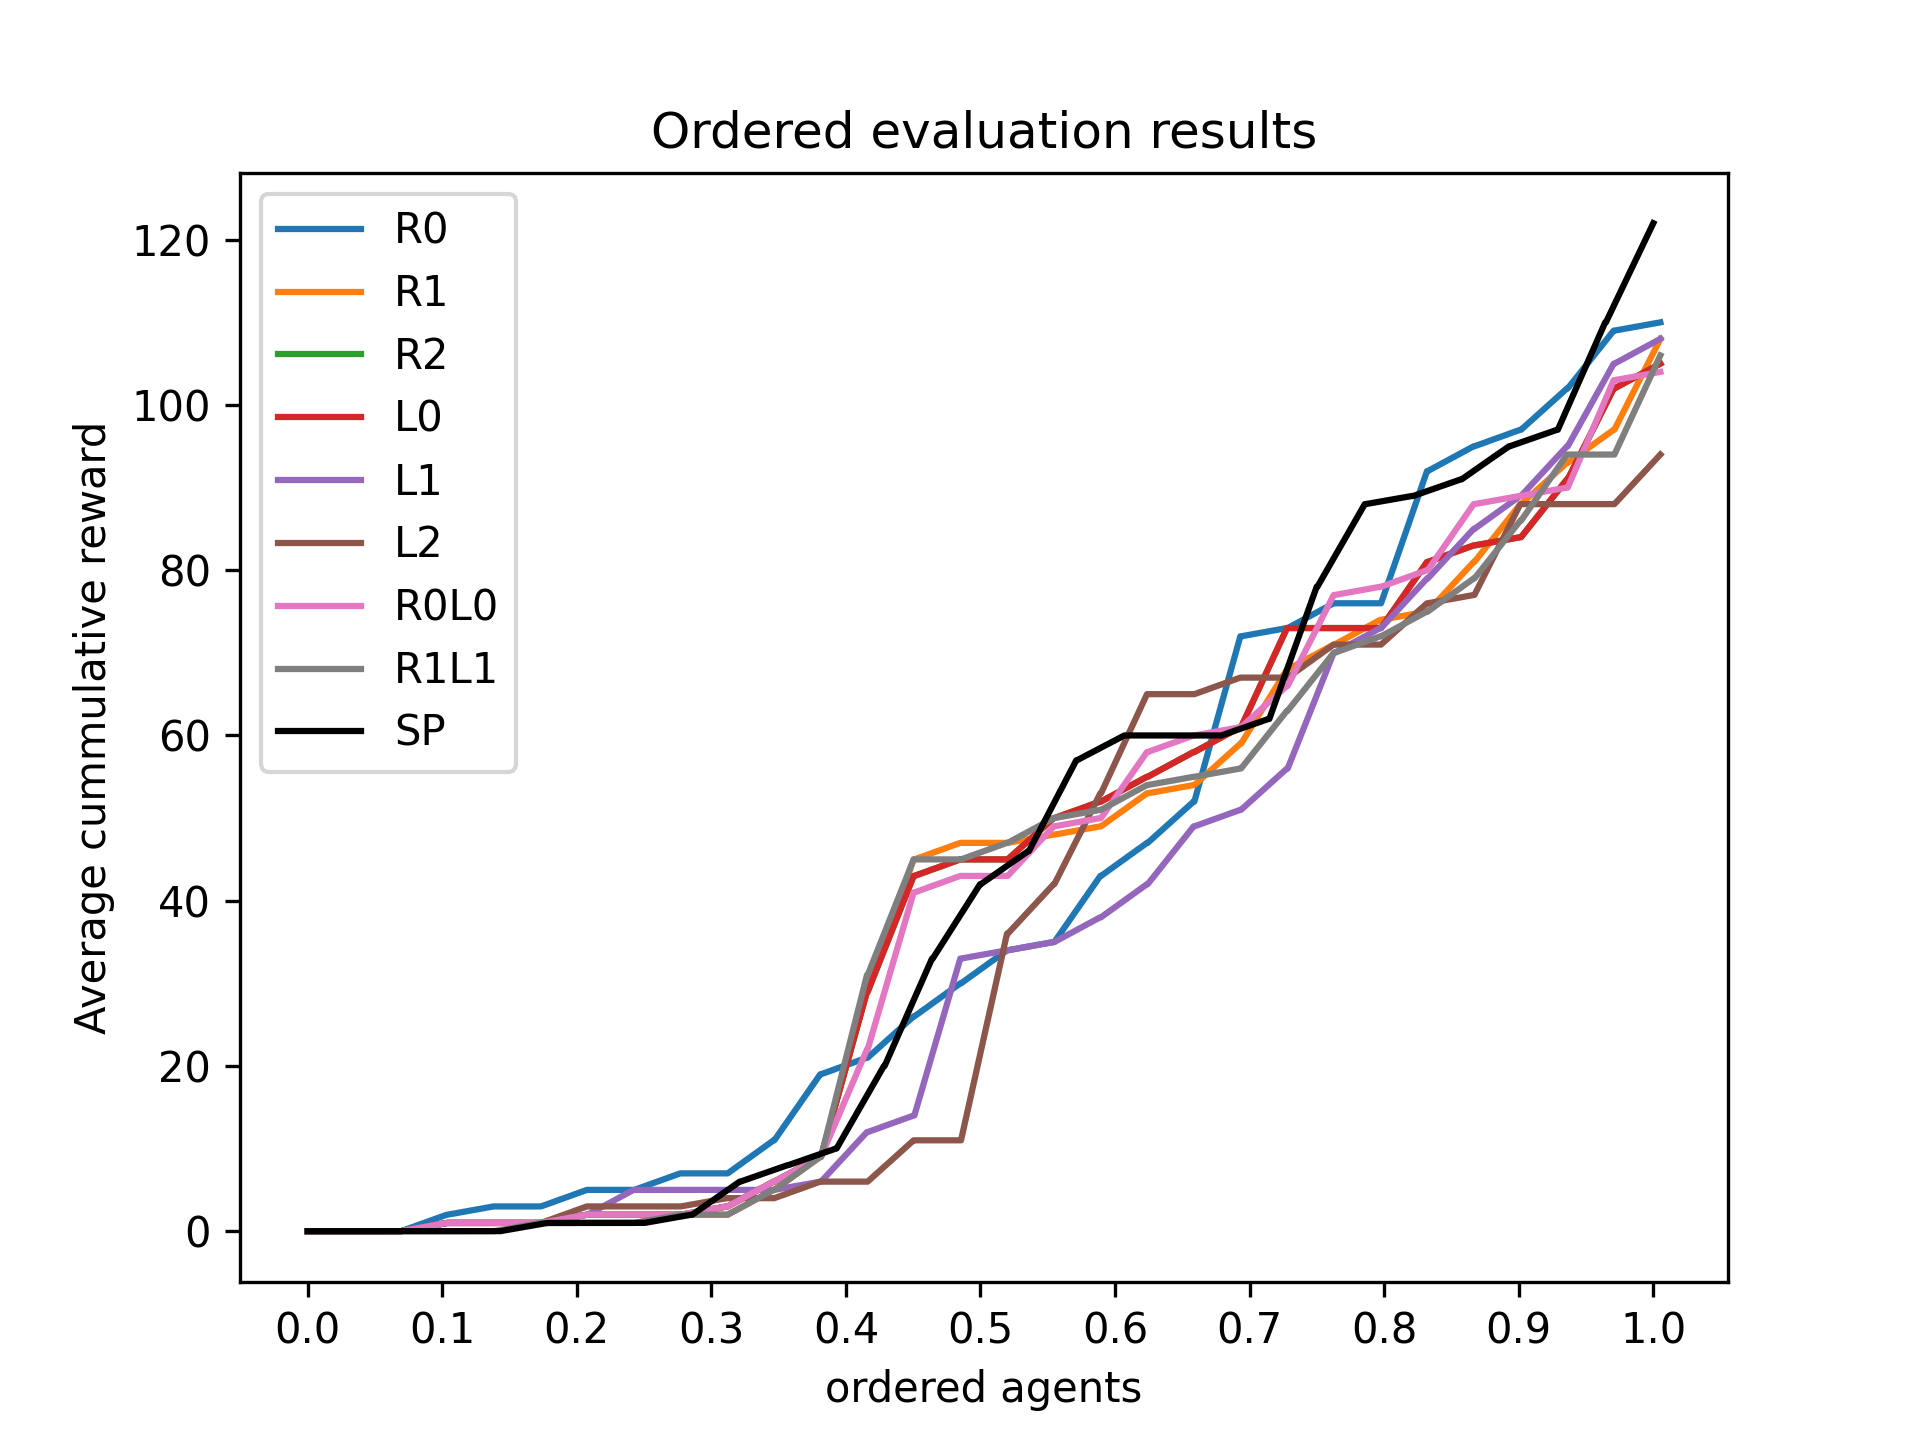 Ordered evaluation results
R0
R1
R2
L0
L1
L2
R0L0
R1L1
SP
Average cummulative reward
120
100
80
60
40
20
0
0.0 0.1 0.2 0.3 0.4 0.5 0.6 0.7 0.8 0.9 1.0
ordered agents